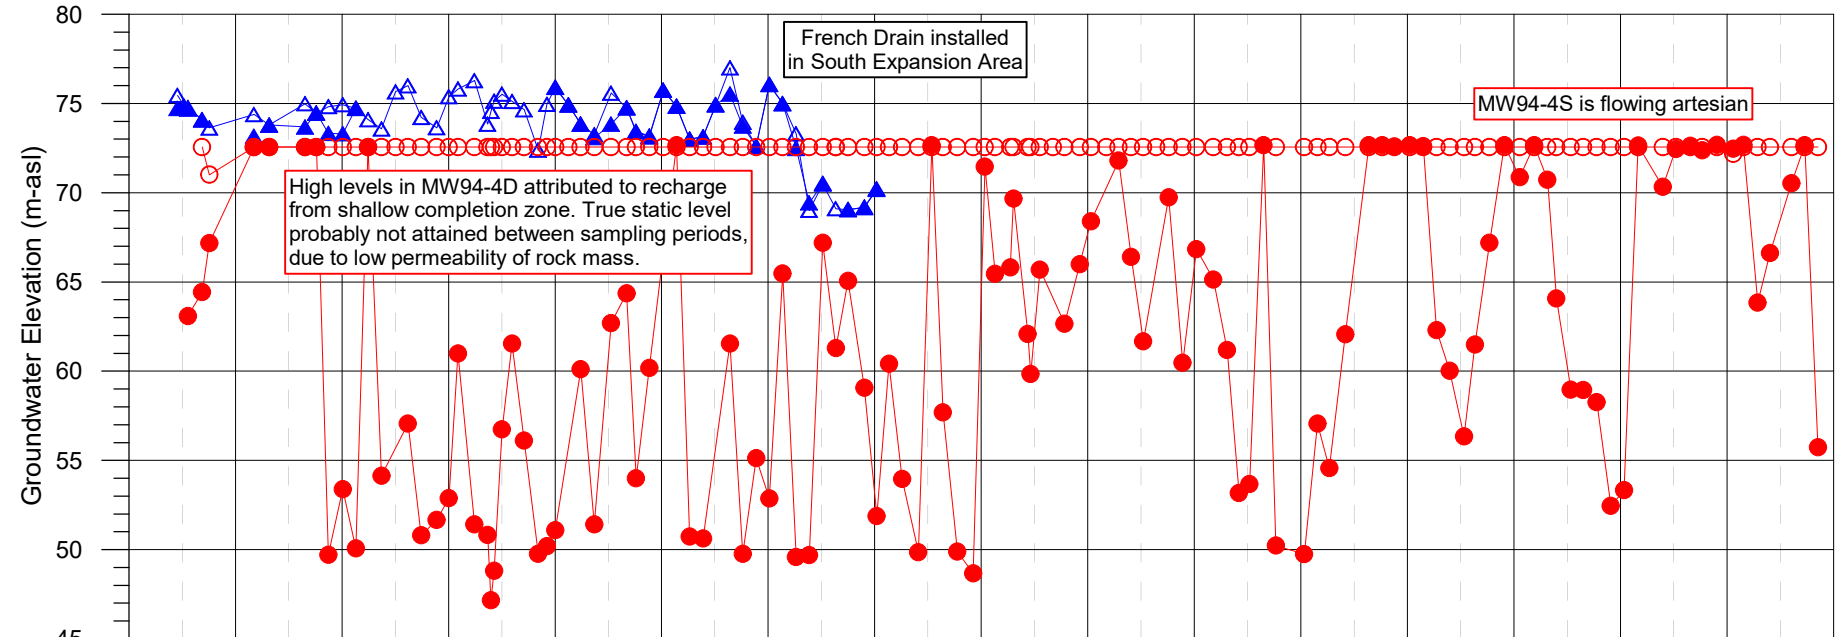 80
French Drain installed
in South Expansion Area
75
MW94-4S is flowing artesian
70
High levels in MW94-4D attributed to recharge
from shallow completion zone. True static level
probably not attained between sampling periods,
due to low permeability of rock mass.
65
60
55
50
45
Groundwater Elevation (m-asl)